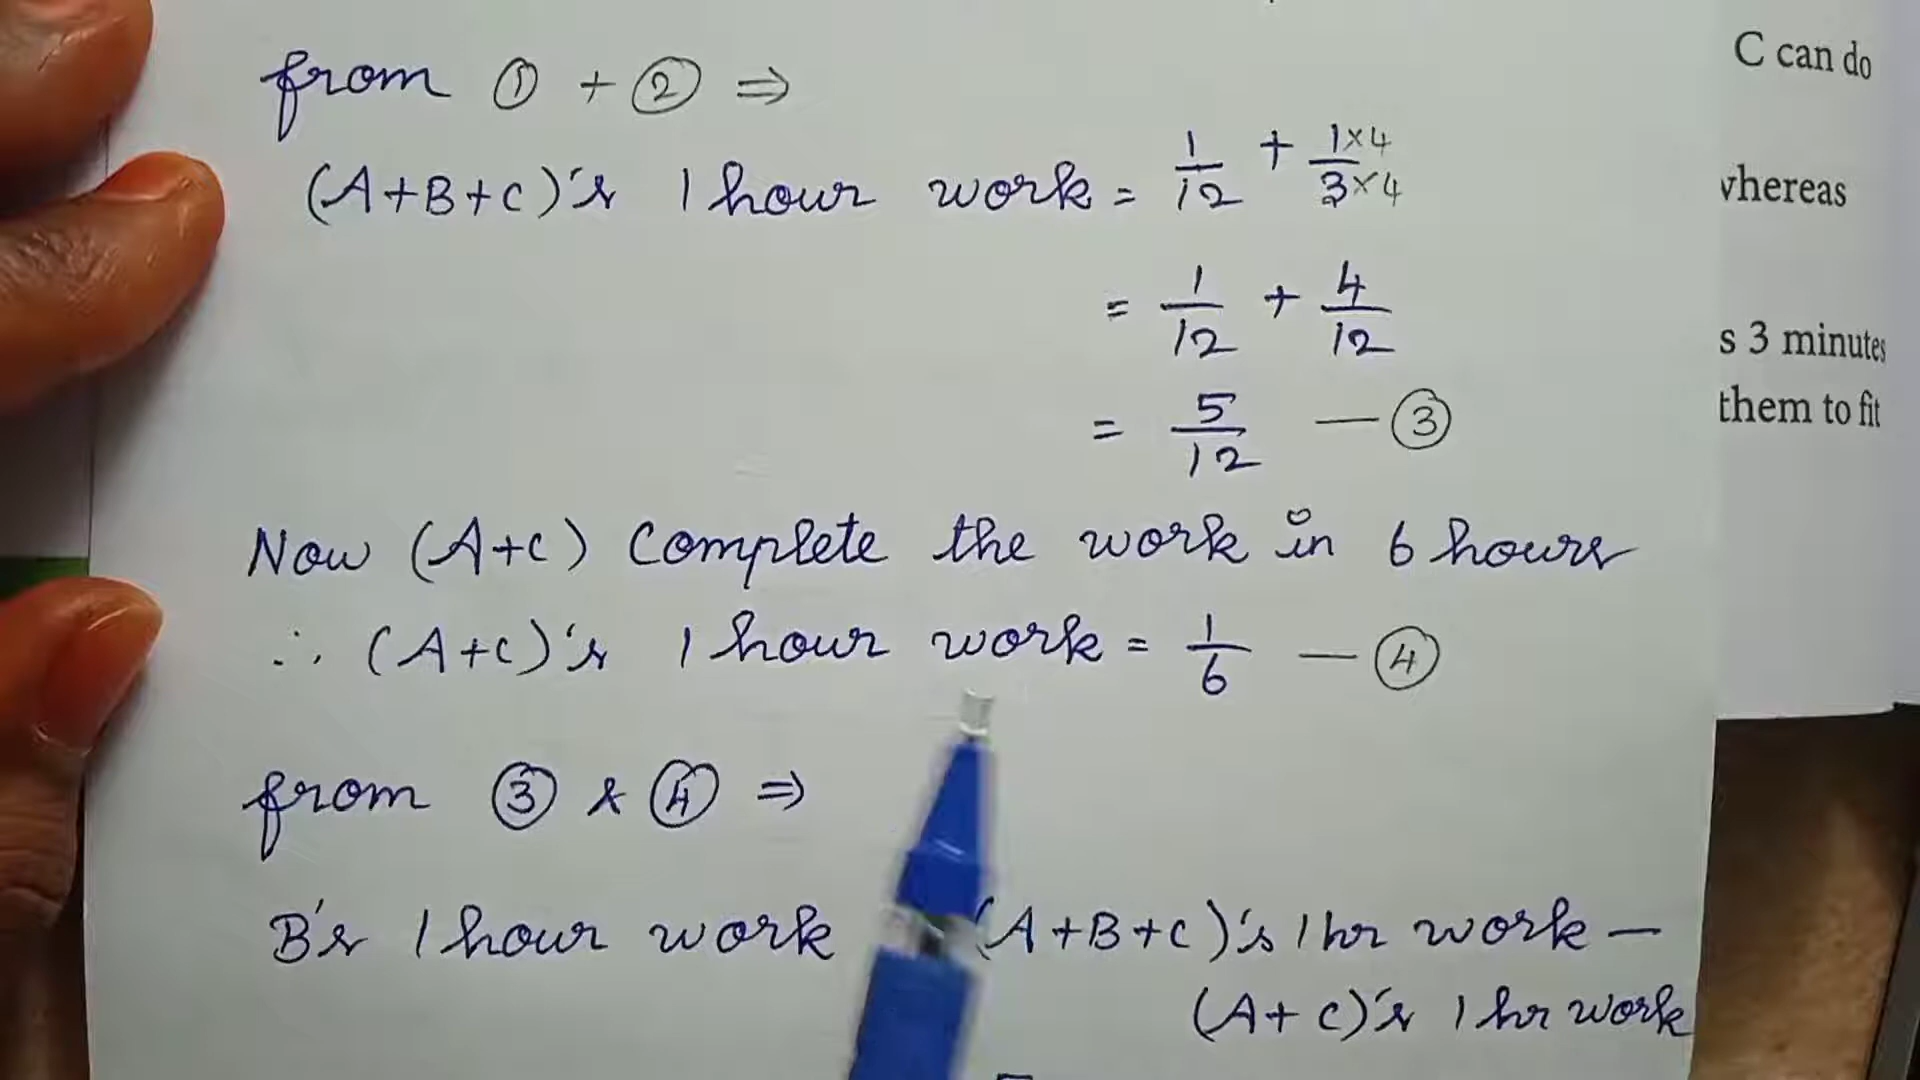 from ① + ② ⇒
(A+B+C)'s 1 hour work = 1/12 + 1×4/3×4
= 1/12 + 4/12
= 5/12 — ③
Now (A+C) Complete the work in 6 hours
∴ (A+C)'s 1 hour work = 1/6 — ④
from ③ & ④ ⇒
B's 1 hour work (A+B+C)'s 1 hr work —
(A+C)'s 1 hr work
C can do
whereas
s 3 minutes
them to fit